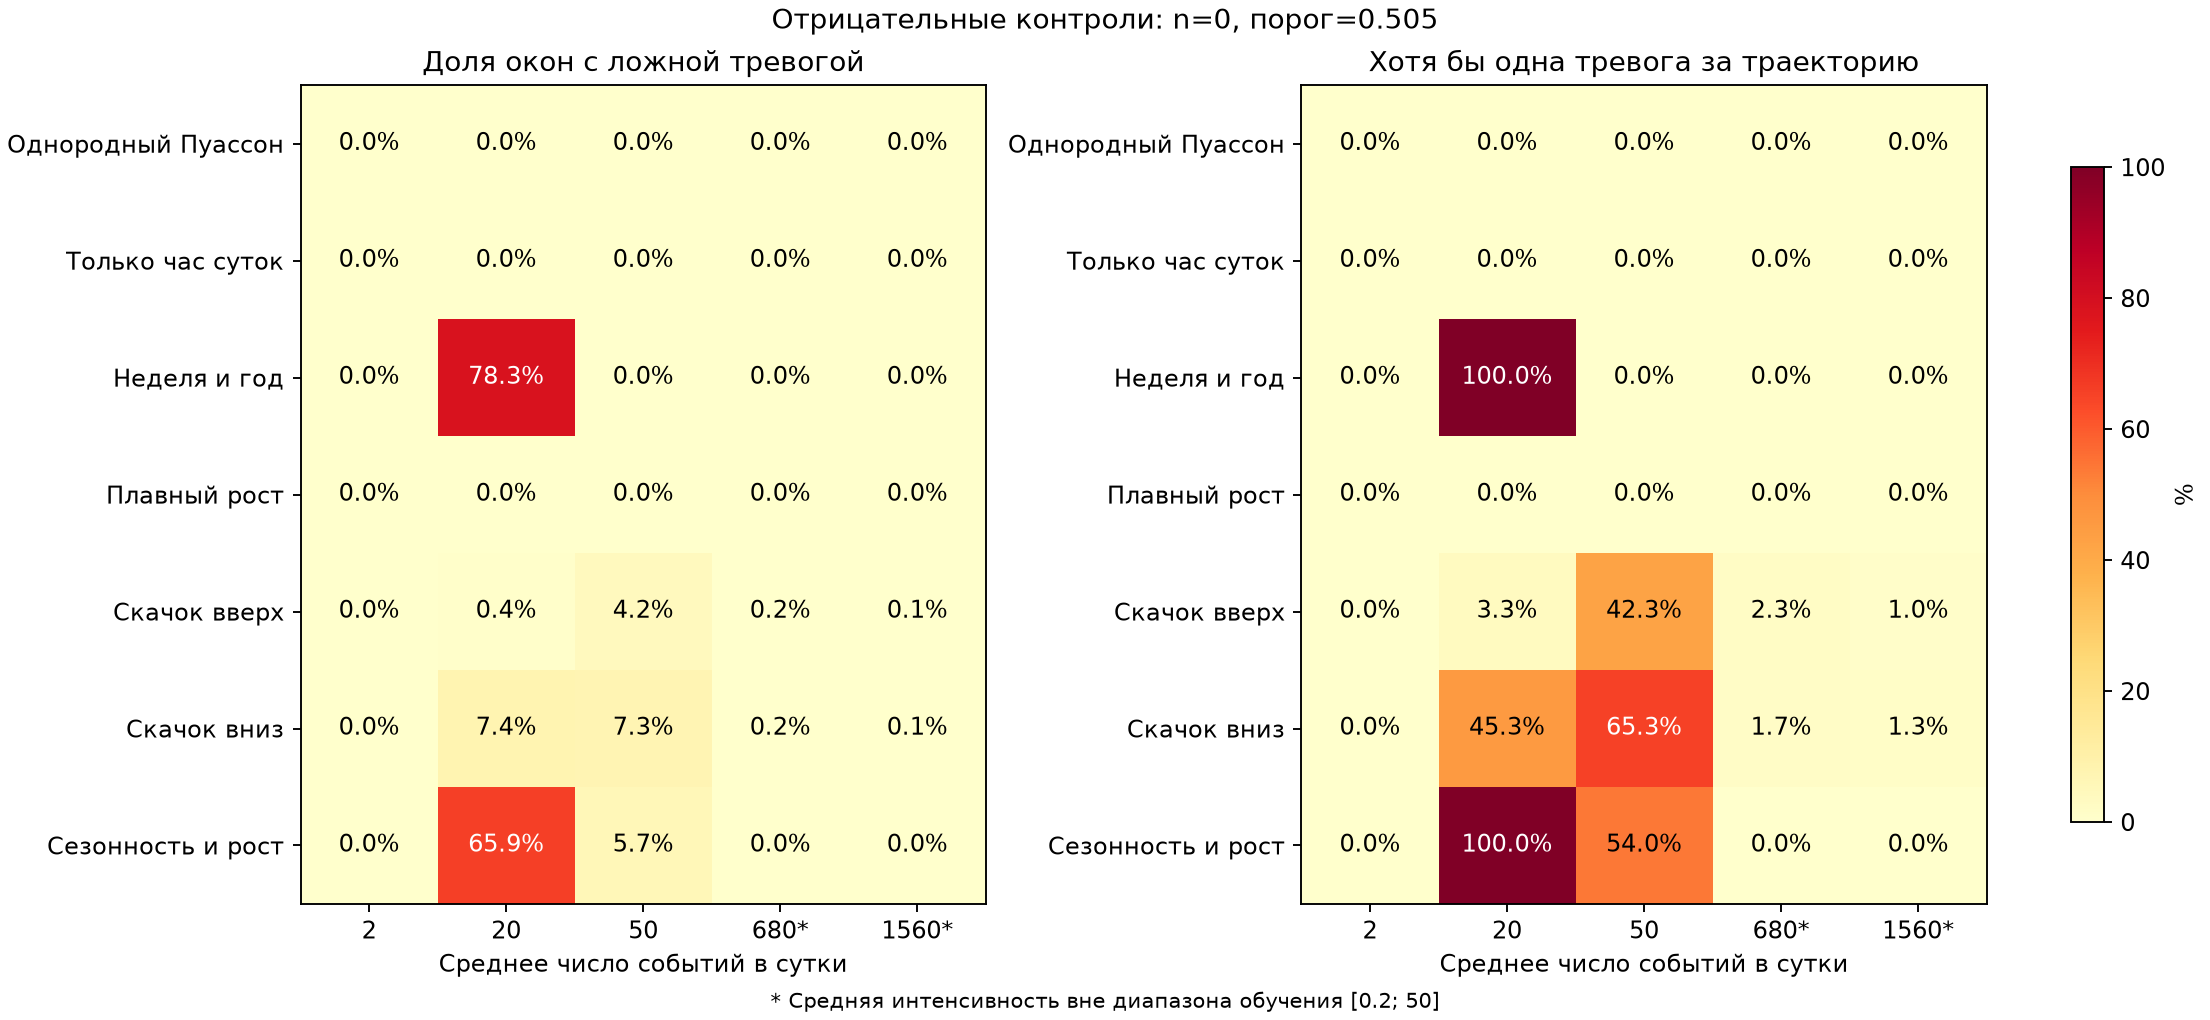 Отрицательные контроли: n=0, порог=0.505
Доля окон с ложной тревогой
Однородный Пуассон 0.0% 0.0% 0.0% 0.0% 0.0%
Только час суток 0.0% 0.0% 0.0% 0.0% 0.0%
Неделя и год 0.0% 78.3% 0.0% 0.0% 0.0%
Плавный рост 0.0% 0.0% 0.0% 0.0% 0.0%
Скачок вверх 0.0% 0.4% 4.2% 0.2% 0.1%
Скачок вниз 0.0% 7.4% 7.3% 0.2% 0.1%
Сезонность и рост 0.0% 65.9% 5.7% 0.0% 0.0%
2 20 50 680* 1560*
Среднее число событий в сутки
Хотя бы одна тревога за траекторию
Однородный Пуассон 0.0% 0.0% 0.0% 0.0% 0.0%
Только час суток 0.0% 0.0% 0.0% 0.0% 0.0%
Неделя и год 0.0% 100.0% 0.0% 0.0% 0.0%
Плавный рост 0.0% 0.0% 0.0% 0.0% 0.0%
Скачок вверх 0.0% 3.3% 42.3% 2.3% 1.0%
Скачок вниз 0.0% 45.3% 65.3% 1.7% 1.3%
Сезонность и рост 0.0% 100.0% 54.0% 0.0% 0.0%
2 20 50 680* 1560*
Среднее число событий в сутки
100
80
60
40
20
0
%
* Средняя интенсивность вне диапазона обучения [0.2; 50]